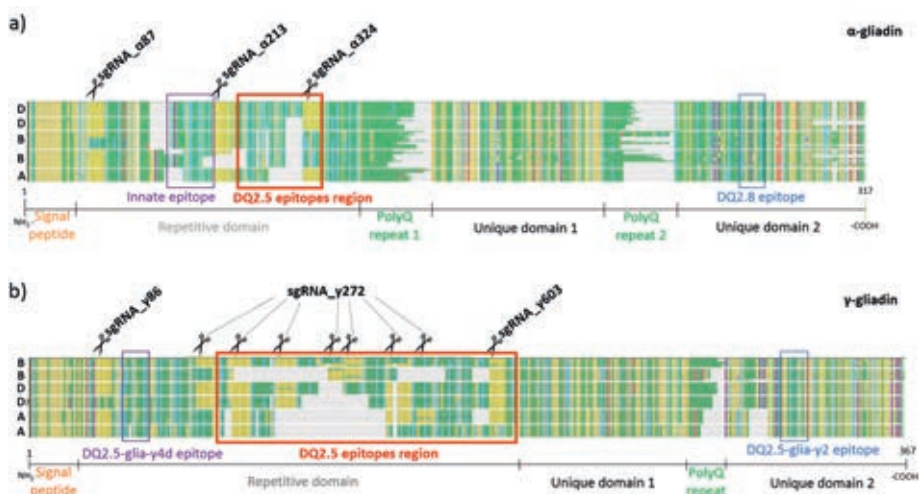 a)
α-gliadin
sgRNA_α87
sgRNA_α213
sgRNA_α324
D
D
B
B
A
1
317
Innate epitope
DQ2.5 epitopes region
DQ2.8 epitope
NH2-
-COOH
Signal peptide
Repetitive domain
PolyQ repeat 1
Unique domain 1
PolyQ repeat 2
Unique domain 2
b)
γ-gliadin
sgRNA_γ86
sgRNA_γ272
sgRNA_γ603
B
B
D
D
A
A
1
367
DQ2.5-glia-γ4d epitope
DQ2.5 epitopes region
DQ2.5-glia-γ2 epitope
NH2-
-COOH
Signal peptide
Repetitive domain
Unique domain 1
PolyQ repeat
Unique domain 2